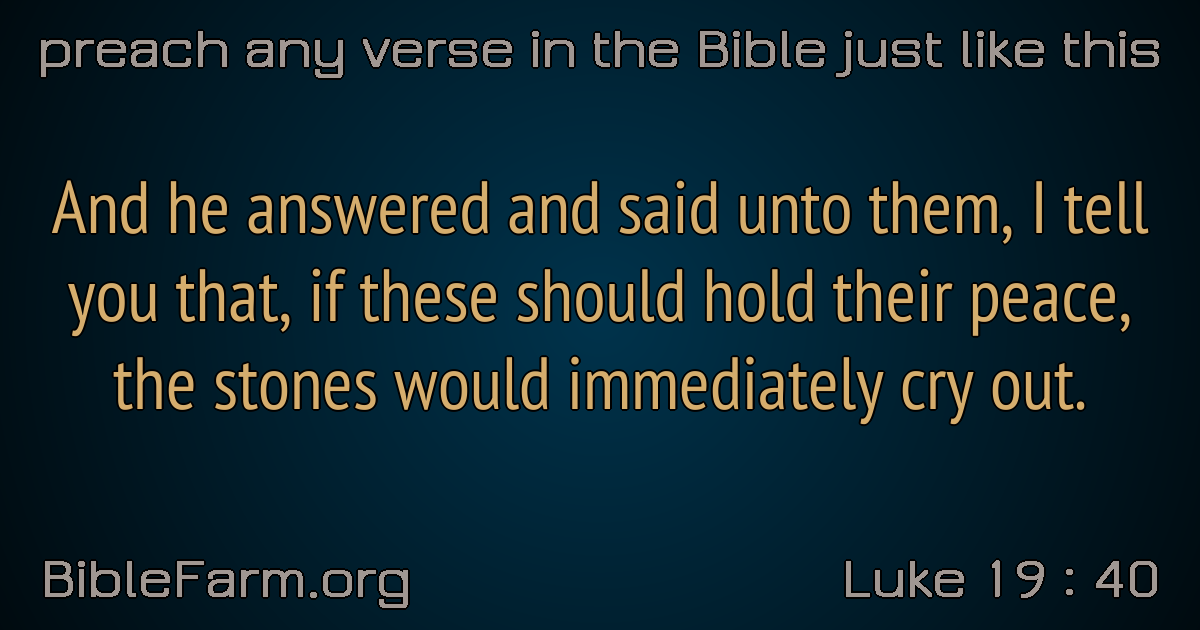 preach any verse in the Bible just like this
And he answered and said unto them, I tell
you that, if these should hold their peace,
the stones would immediately cry out.
BibleFarm.org
Luke 19 : 40